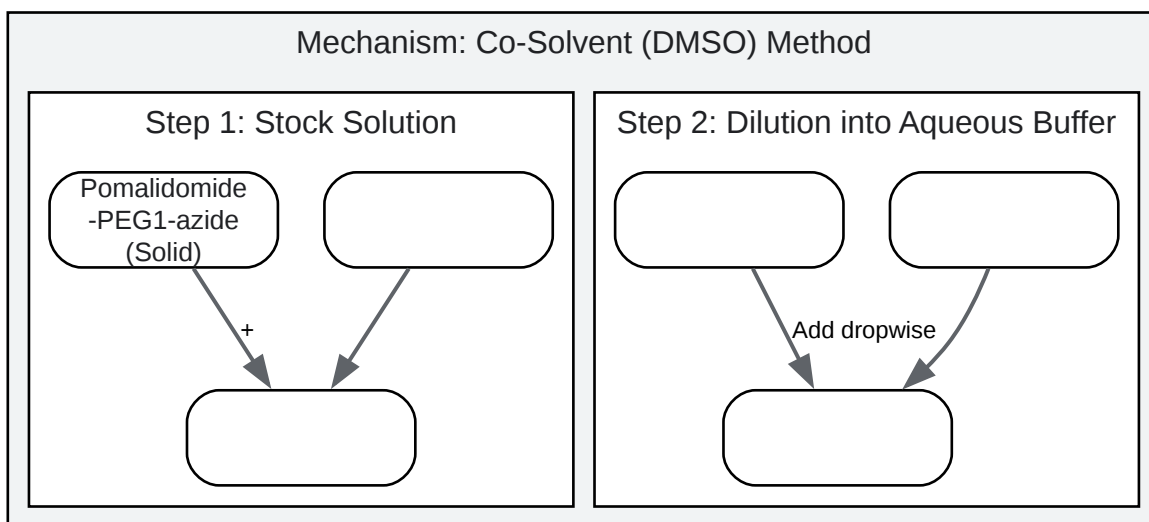 Mechanism: Co-Solvent (DMSO) Method
Step 1: Stock Solution
Pomalidomide
-PEG1-azide
(Solid)
+
Step 2: Dilution into Aqueous Buffer
Add dropwise